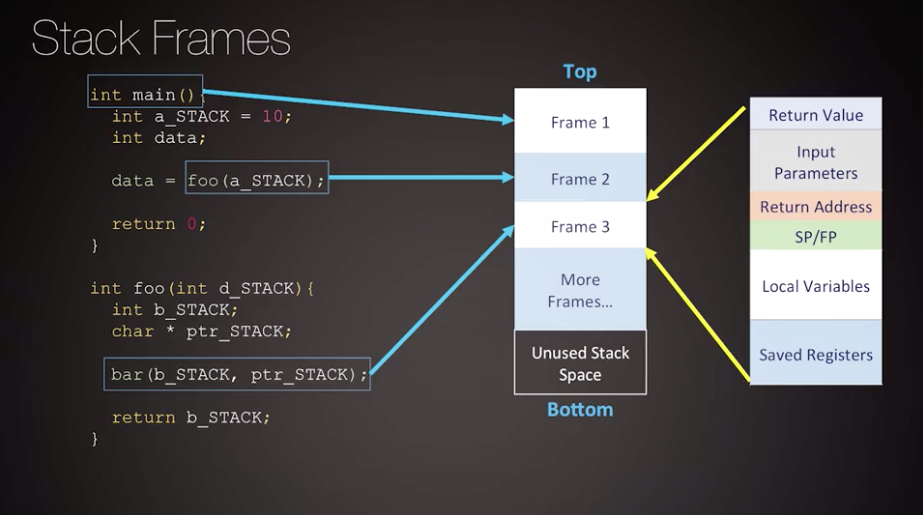 Stack Frames
int main(){
int a_STACK = 10;
int data;
data = foo(a_STACK);
return 0;
}
int foo(int d_STACK){
int b_STACK;
char * ptr_STACK;
bar(b_STACK, ptr_STACK);
return b_STACK;
}
Top
Frame 1
Frame 2
Frame 3
More
Frames...
Unused Stack
Space
Bottom
Return Value
Input
Parameters
Return Address
SP/FP
Local Variables
Saved Registers